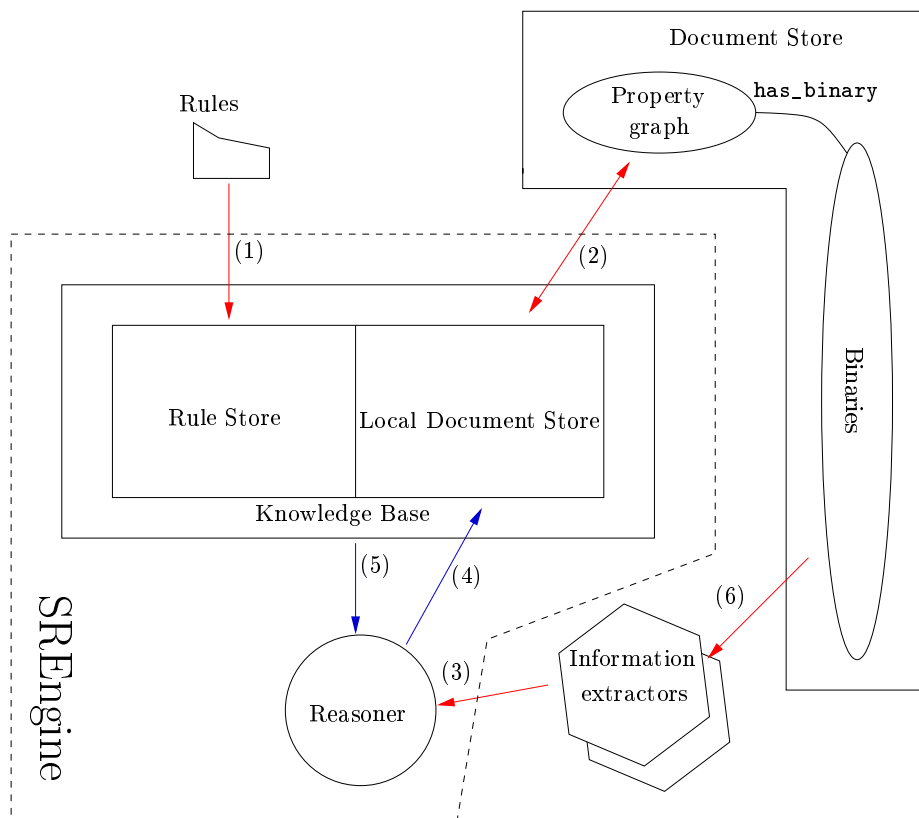 Document Store
Property
graph
has_binary
Rules
(1)
(2)
Binaries
Rule Store
Local Document Store
Knowledge Base
(5)
(4)
(6)
SREngine
(3)
Information
extractors
Reasoner